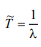 T̃ = 1/λ